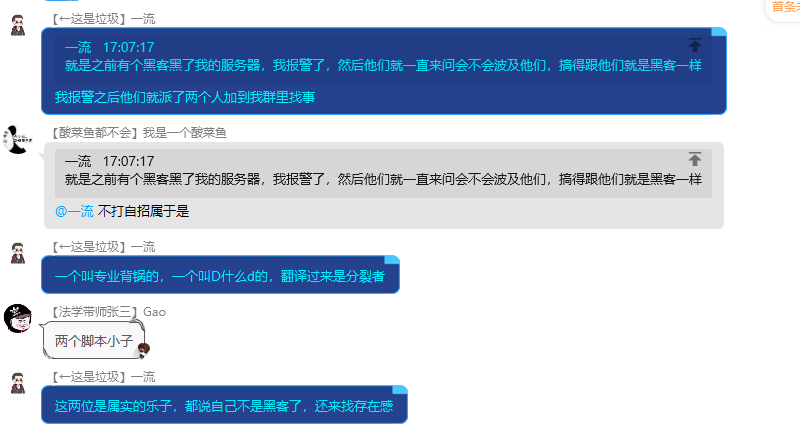 首条未
【←这是垃圾】一流
一流 17:07:17
就是之前有个黑客黑了我的服务器，我报警了，然后他们就一直来问会不会波及他们，搞得跟他们就是黑客一样
我报警之后他们就派了两个人加到我群里找事
【酸菜鱼都不会】我是一个酸菜鱼
一流 17:07:17
就是之前有个黑客黑了我的服务器，我报警了，然后他们就一直来问会不会波及他们，搞得跟他们就是黑客一样
@一流 不打自招属于是
【←这是垃圾】一流
一个叫专业背锅的，一个叫D什么d的，翻译过来是分裂者
【法学带师张三】Gao
两个脚本小子
【←这是垃圾】一流
这两位是属实的乐子，都说自己不是黑客了，还来找存在感